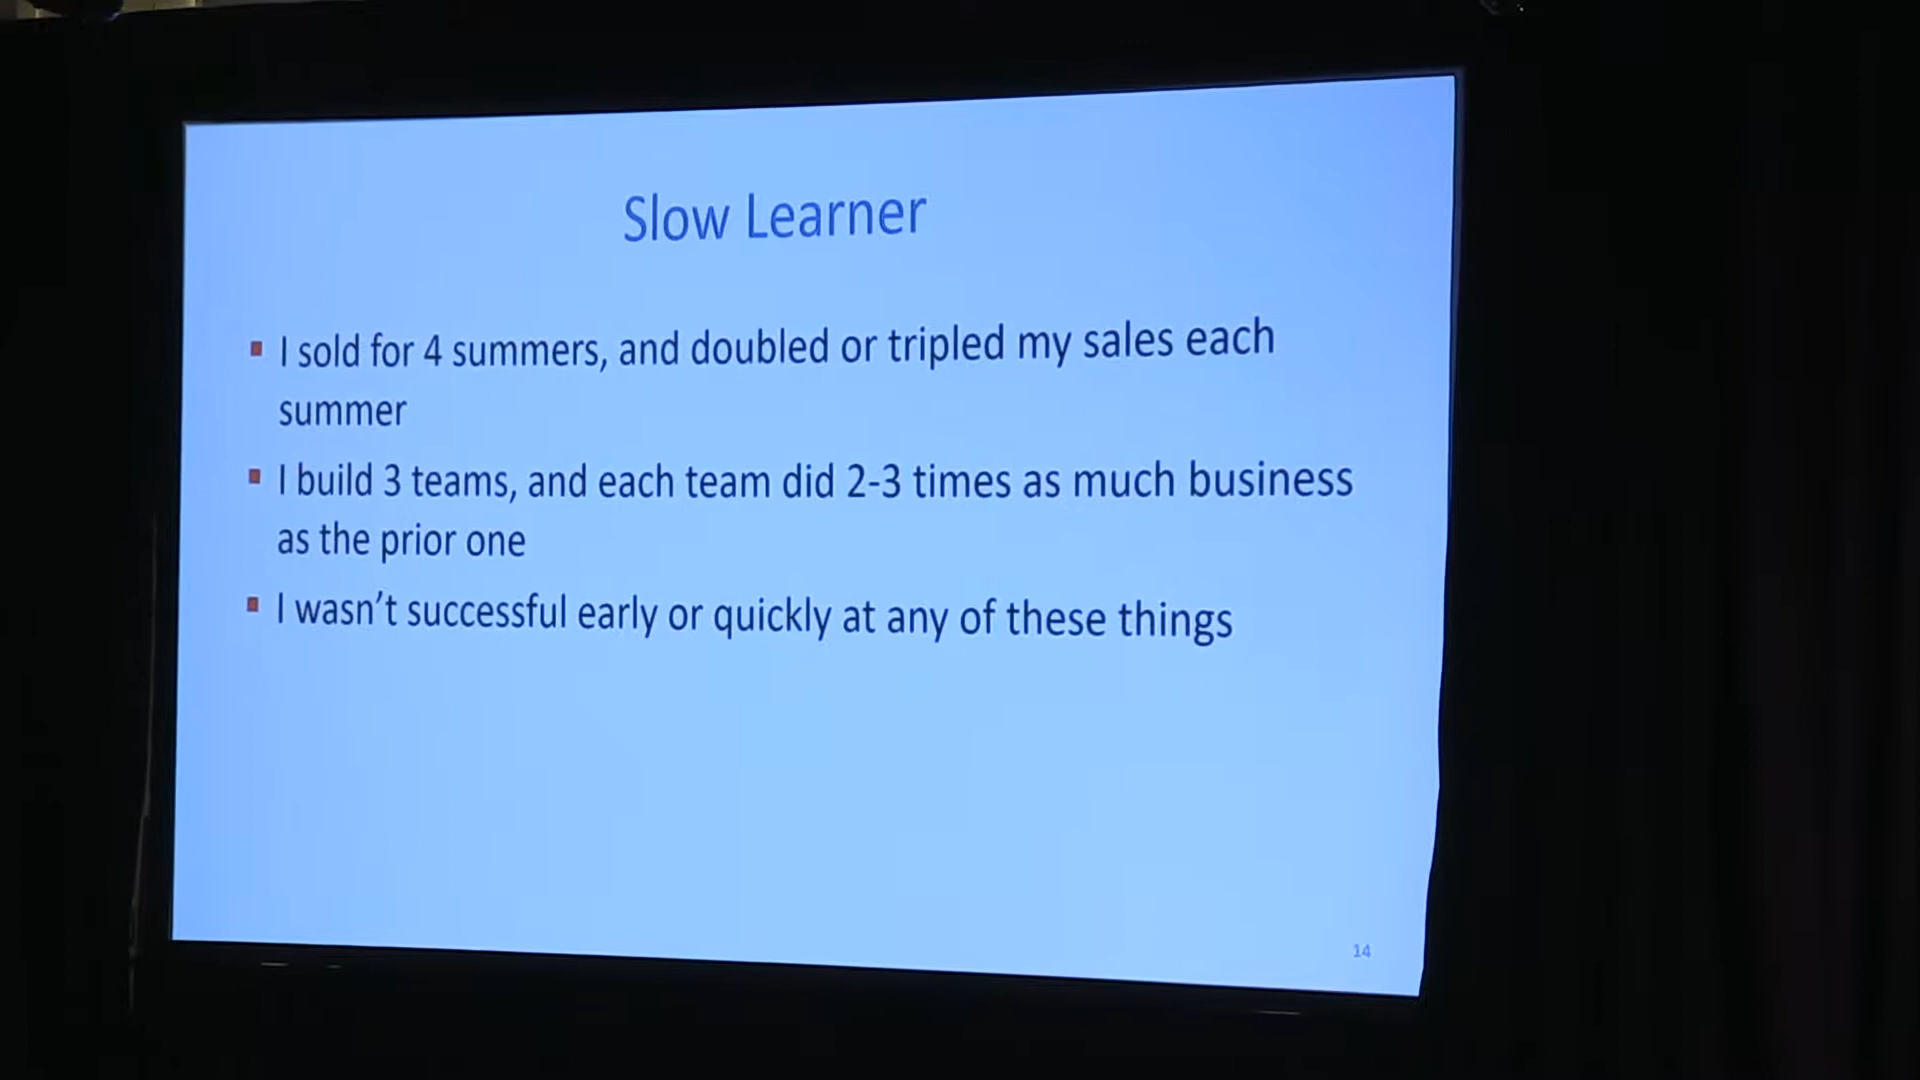 Slow Learner
▪ I sold for 4 summers, and doubled or tripled my sales each
summer
▪ I build 3 teams, and each team did 2-3 times as much business
as the prior one
▪ I wasn’t successful early or quickly at any of these things
14